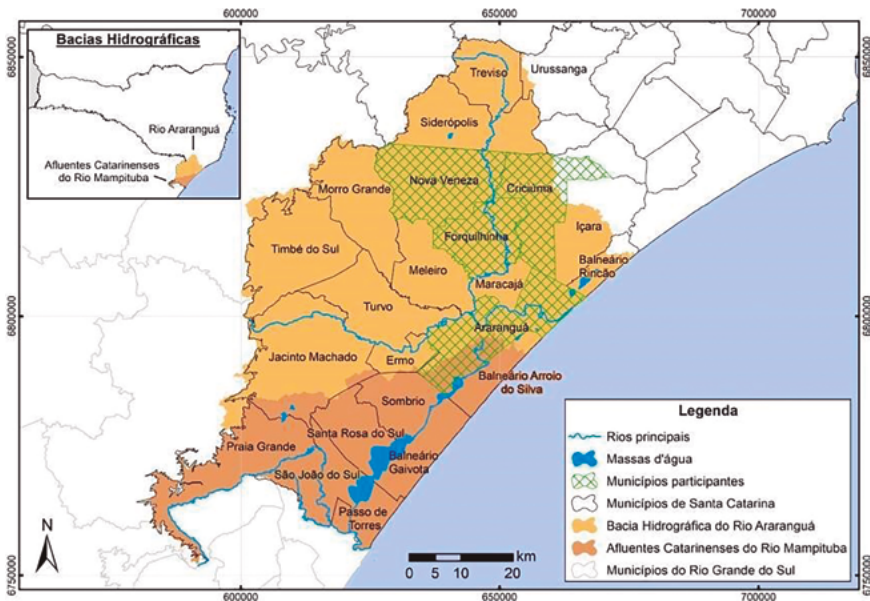 600000
650000
700000
6850000
6850000
Bacias Hidrográficas
Rio Araranguá
Afluentes Catarinenses
do Rio Mampituba
Treviso
Urussanga
Siderópolis
Nova Veneza
Criciúma
Morro Grande
Içara
Forquilhinha
Timbé do Sul
Meleiro
Balneário
Rincão
Maracajá
Turvo
6800000
6800000
Araranguá
Jacinto Machado
Ermo
Balneário Arroio
do Silva
Sombrio
Praia Grande
Santa Rosa do Sul
Balneário
Gaivota
São João do Sul
Passo de
Torres
N
km
0 5 10 20
Legenda
Rios principais
Massas d'água
Municípios participantes
Municípios de Santa Catarina
Bacia Hidrográfica do Rio Araranguá
Afluentes Catarinenses do Rio Mampituba
Municípios do Rio Grande do Sul
6750000
6750000
600000
650000
700000